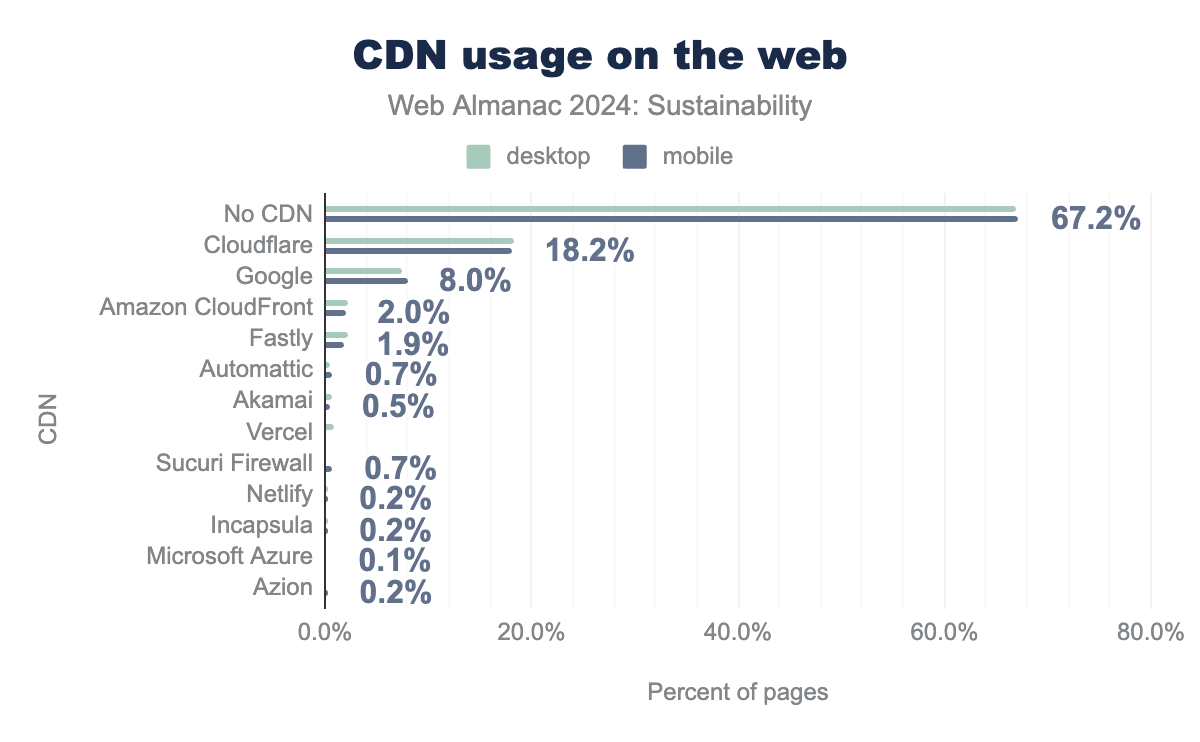 CDN usage on the web
Web Almanac 2024: Sustainability
desktop mobile
No CDN 67.2%
Cloudflare 18.2%
Google 8.0%
Amazon CloudFront 2.0%
Fastly 1.9%
Automattic 0.7%
Akamai 0.5%
Vercel
Sucuri Firewall 0.7%
Netlify 0.2%
Incapsula 0.2%
Microsoft Azure 0.1%
Azion 0.2%
CDN
0.0% 20.0% 40.0% 60.0% 80.0%
Percent of pages